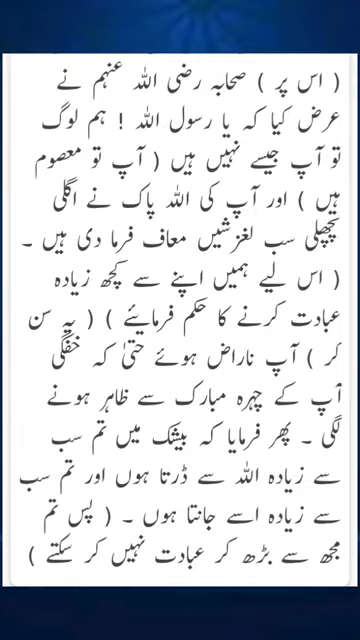 ( اس پر ) صحابہ رضی اللہ عنہم نے
عرض کیا کہ یا رسول اللہ ! ہم لوگ
تو آپ جیسے نہیں ہیں ( آپ تو معصوم
ہیں ) اور آپ کی اللہ پاک نے اگلی
پچھلی سب لغزشیں معاف فرما دی ہیں ۔
( اس لیے ہمیں اپنے سے کچھ زیادہ
عبادت کرنے کا حکم فرمائیے ) ( یہ سن
کر ) آپ ناراض ہوئے حتیٰ کہ خفگی
آپ کے چہرہ مبارک سے ظاہر ہونے
لگی ۔ پھر فرمایا کہ بیشک میں تم سب
سے زیادہ اللہ سے ڈرتا ہوں اور تم سب
سے زیادہ اسے جانتا ہوں ۔ ( پس تم
مجھ سے بڑھ کر عبادت نہیں کر سکتے )